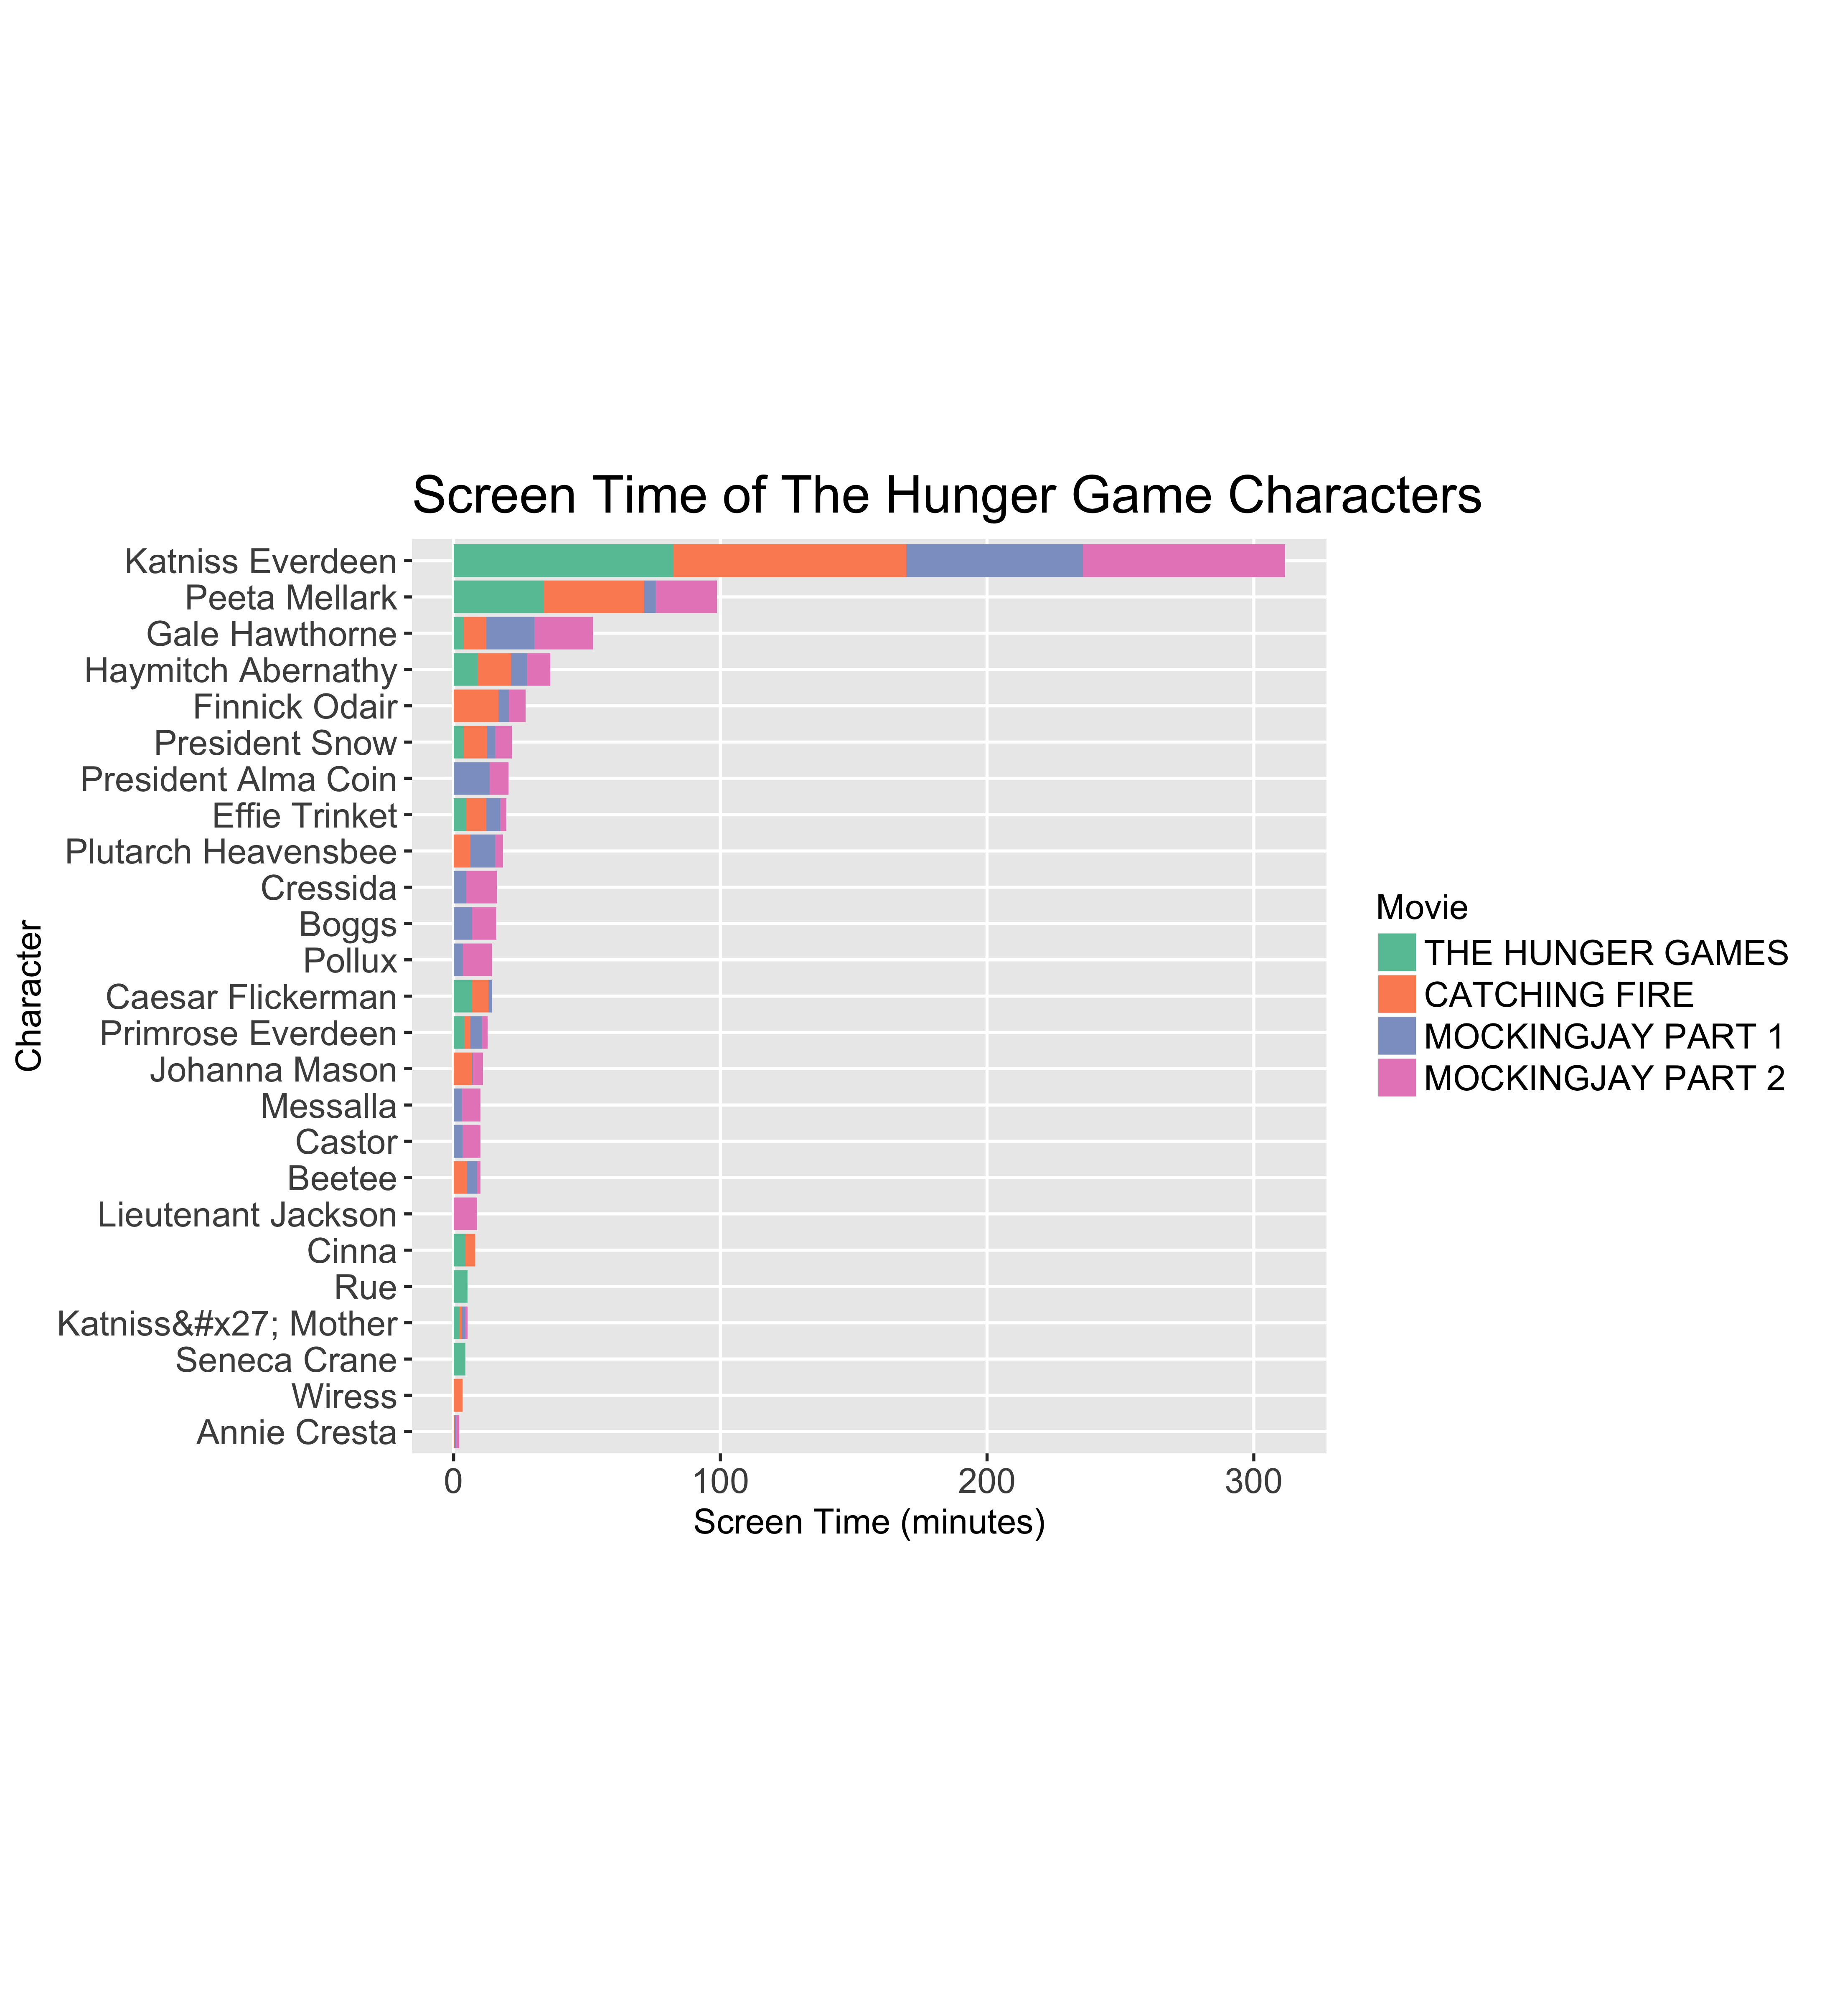 Screen Time of The Hunger Game Characters
Character
Katniss Everdeen
Peeta Mellark
Gale Hawthorne
Haymitch Abernathy
Finnick Odair
President Snow
President Alma Coin
Effie Trinket
Plutarch Heavensbee
Cressida
Boggs
Pollux
Caesar Flickerman
Primrose Everdeen
Johanna Mason
Messalla
Castor
Beetee
Lieutenant Jackson
Cinna
Rue
Katniss&#x27; Mother
Seneca Crane
Wiress
Annie Cresta
0 100 200 300
Screen Time (minutes)
Movie
THE HUNGER GAMES
CATCHING FIRE
MOCKINGJAY PART 1
MOCKINGJAY PART 2